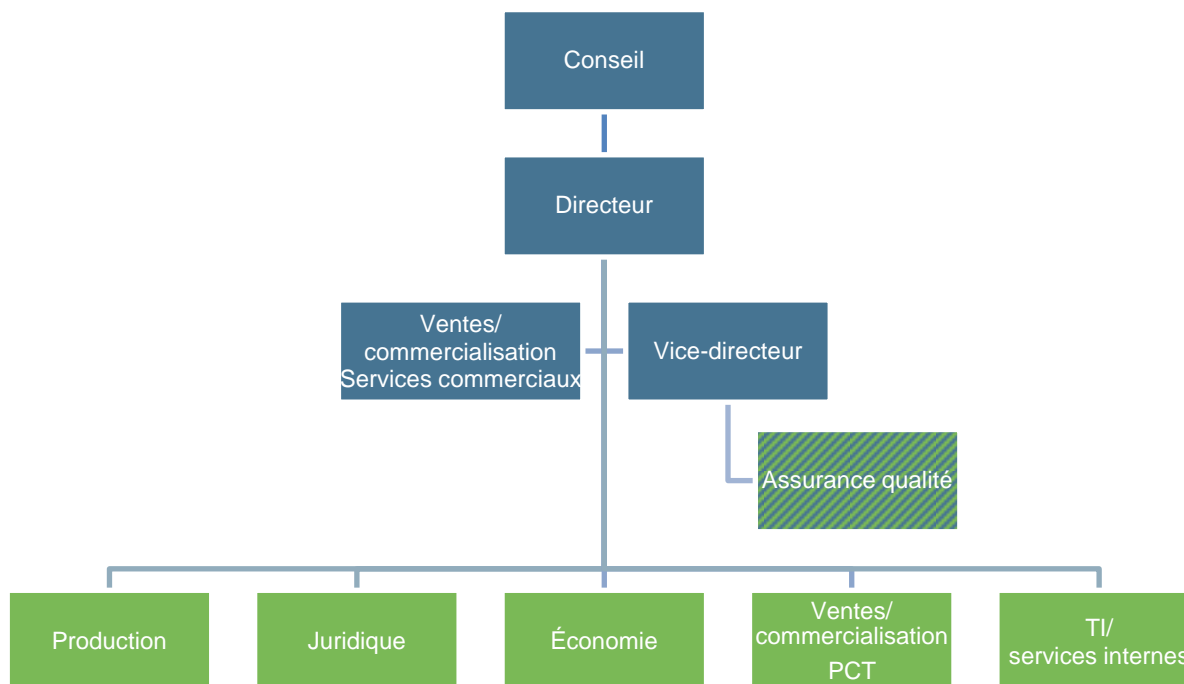 Conseil
Directeur
Ventes/
commercialisation
Services commerciaux
Vice-directeur
Assurance qualité
Production
Juridique
Économie
Ventes/
commercialisation
PCT
TI/
services internes